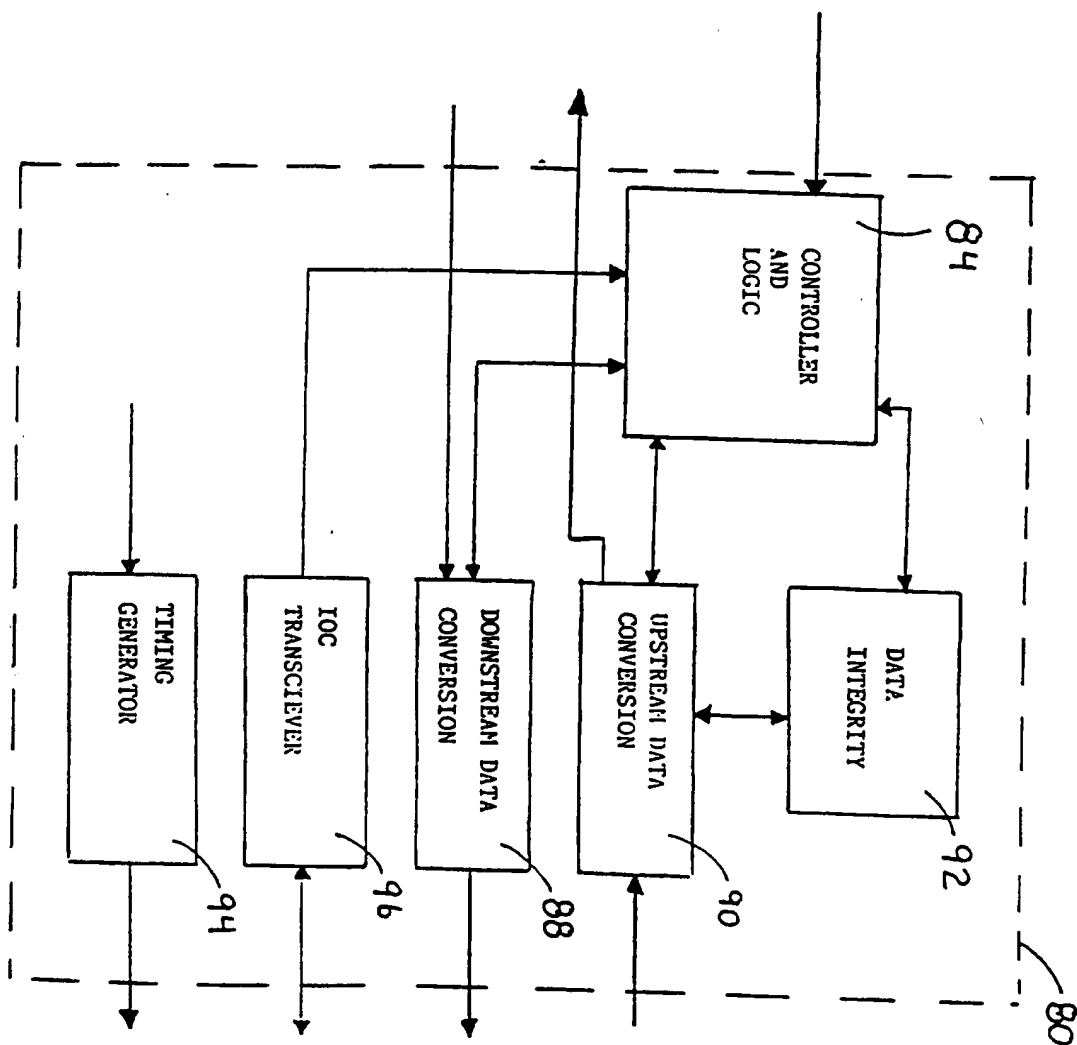 80
84
CONTROLLER
AND
LOGIC
92
DATA
INTEGRITY
90
UPSTREAM DATA
CONVERSION
88
DOWNSTREAM DATA
CONVERSION
96
IOC
TRANSCIEVER
94
TIMING
GENERATOR